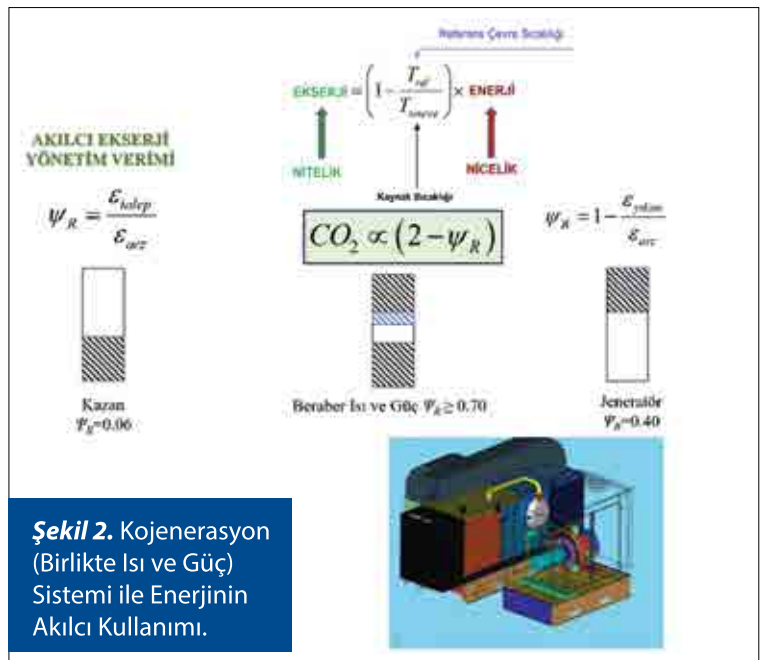 Referans Çevre Sıcaklığı
EKSERJİ = (1 - T_ref / T_source) × ENERJİ
AKILCI EKSERJİ
YÖNETİM VERİMİ
NİTELİK
NİCELİK
Kaynak Sıcaklığı
ψ_R = ε_talep / ε_arz
CO₂ ∝ (2 - ψ_R)
ψ_R = 1 - ε_yıkım / ε_arz
Kazan
Ψ_R=0.06
Beraber Isı ve Güç Ψ_R ≥ 0.70
Jeneratör
Ψ_R=0.40
Şekil 2. Kojenerasyon
(Birlikte Isı ve Güç)
Sistemi ile Enerjinin
Akılcı Kullanımı.